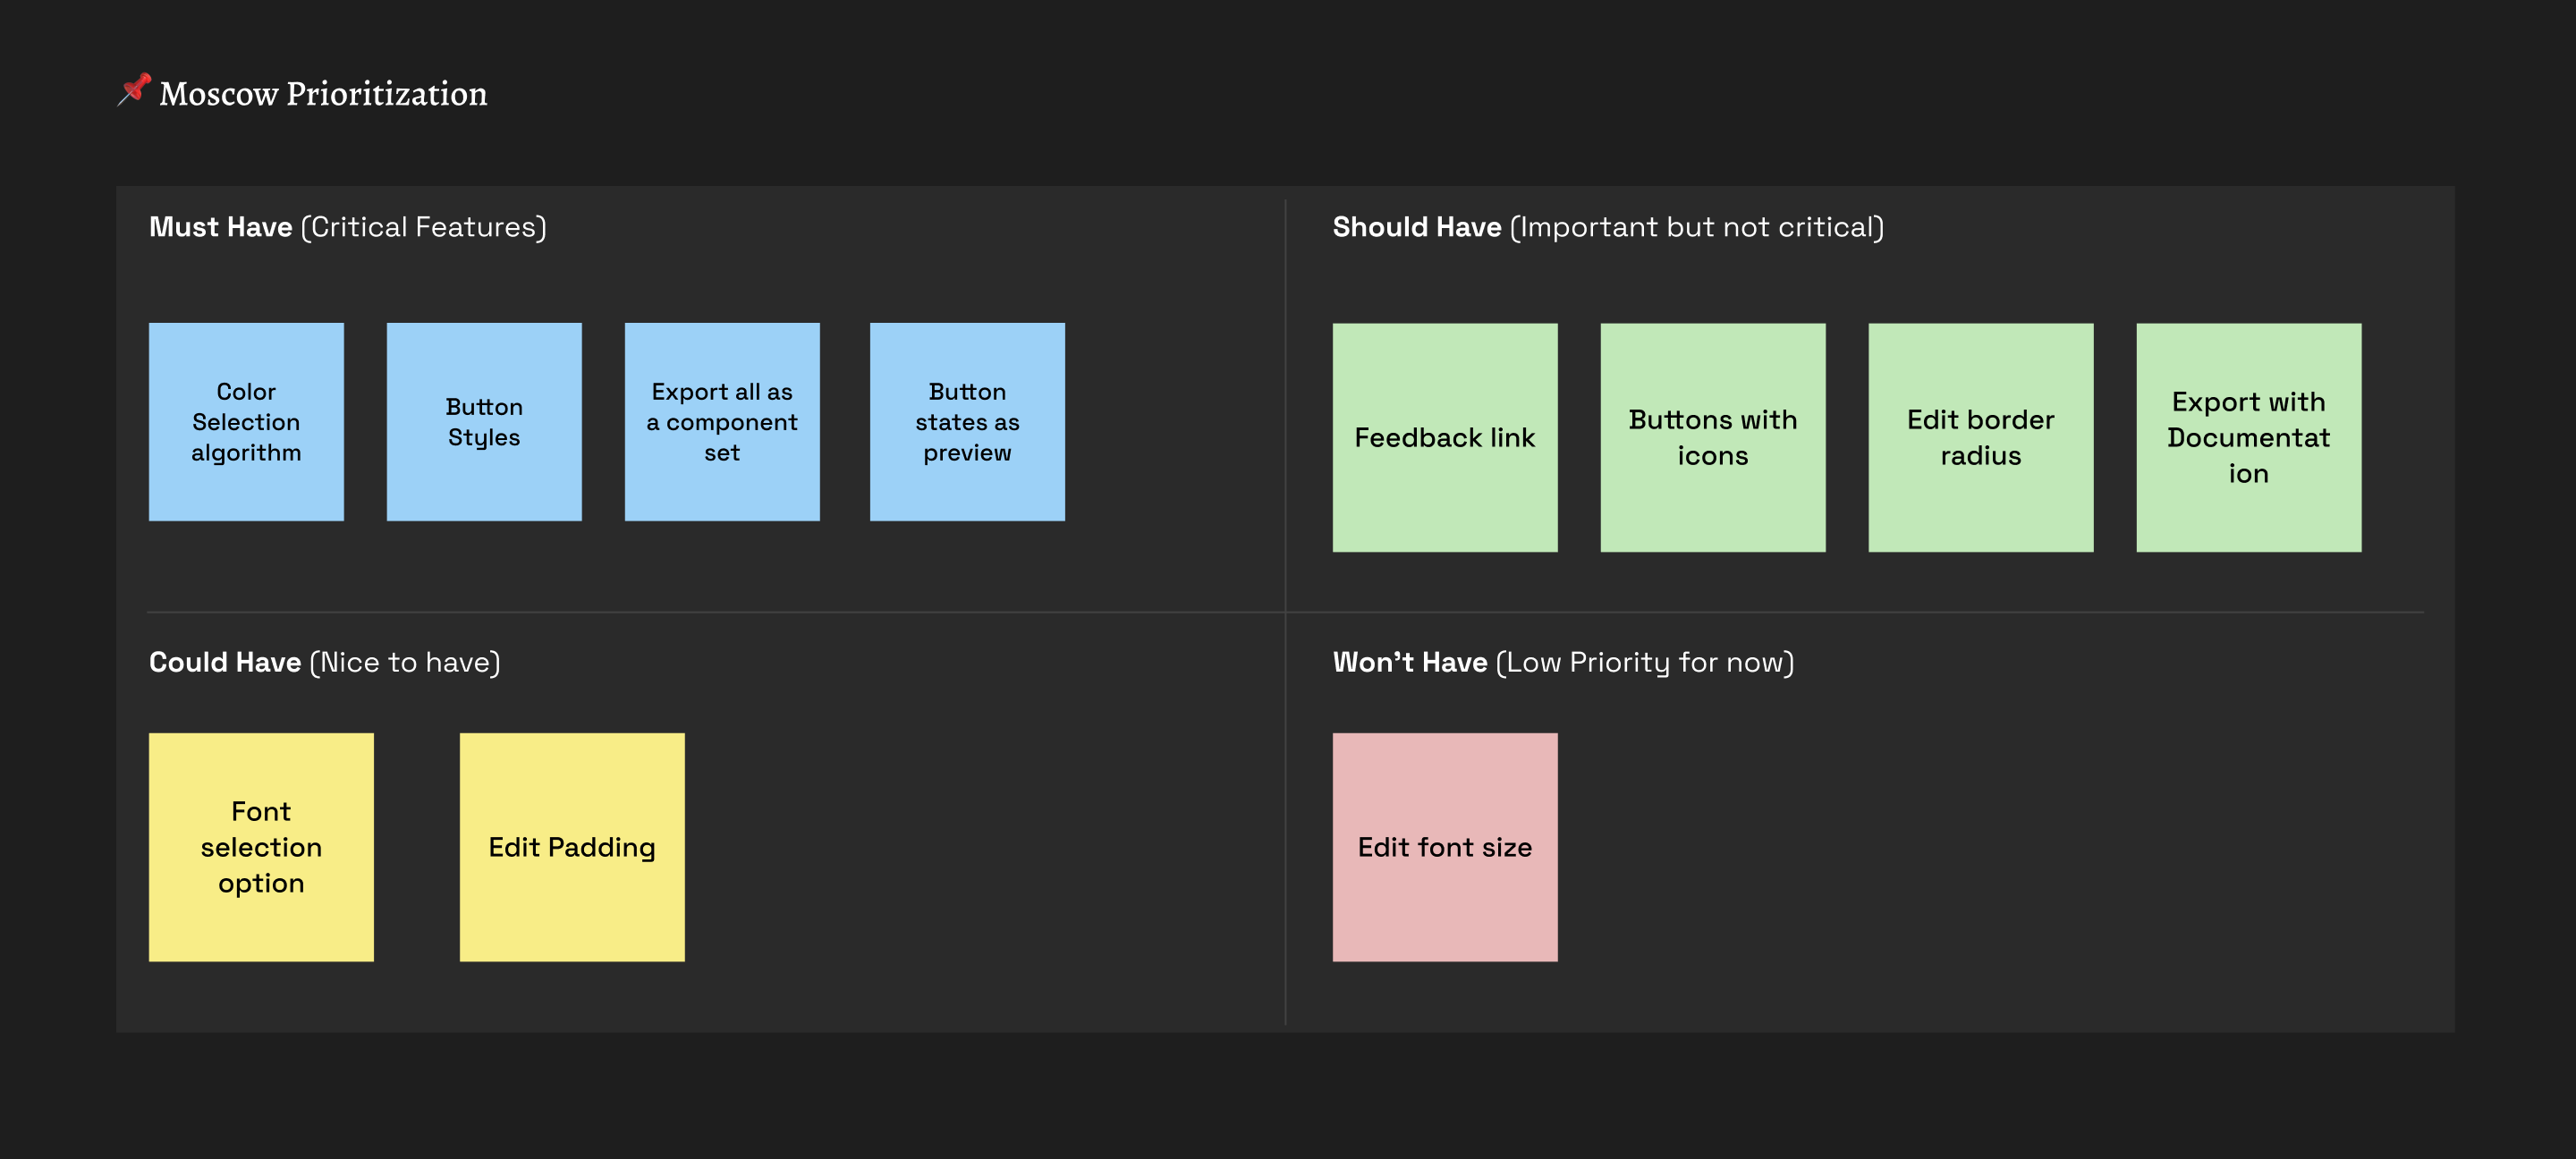 📌 Moscow Prioritization
Must Have (Critical Features)
Color
Selection
algorithm
Button
Styles
Export all as
a component
set
Button
states as
preview
Should Have (Important but not critical)
Feedback link
Buttons with
icons
Edit border
radius
Export with
Documentat
ion
Could Have (Nice to have)
Font
selection
option
Edit Padding
Won’t Have (Low Priority for now)
Edit font size